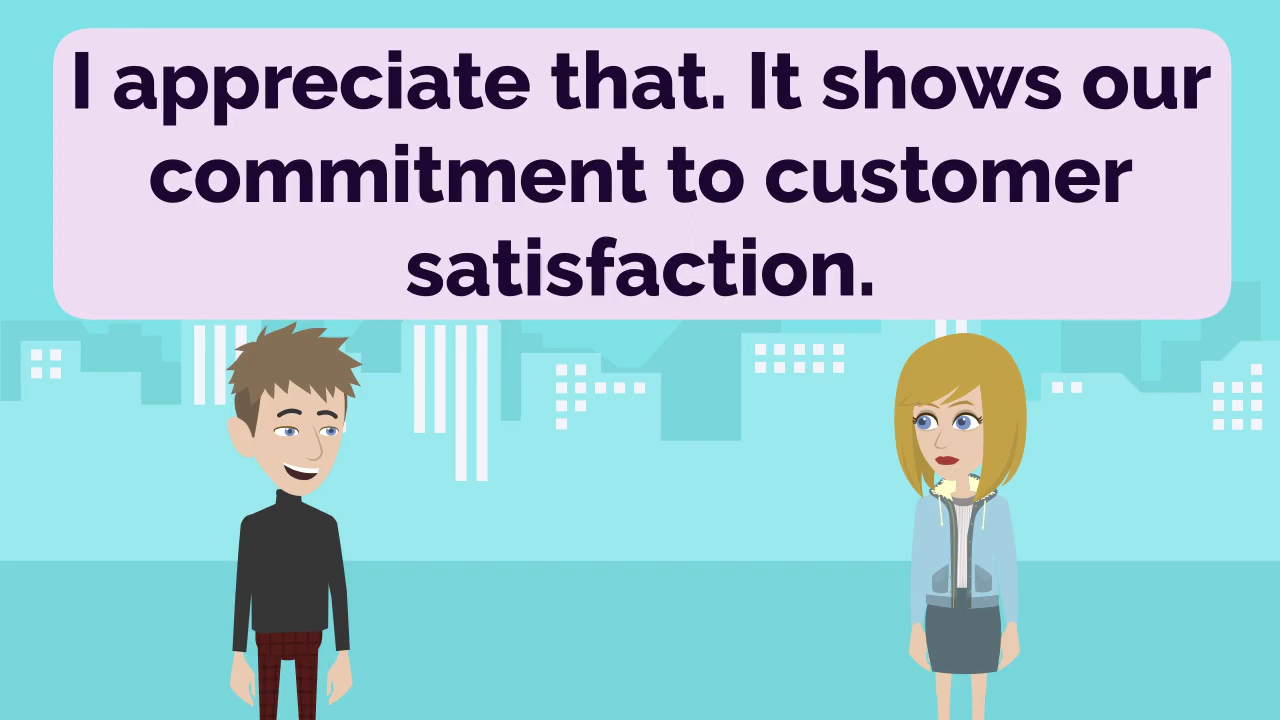 I appreciate that. It shows our
commitment to customer
satisfaction.